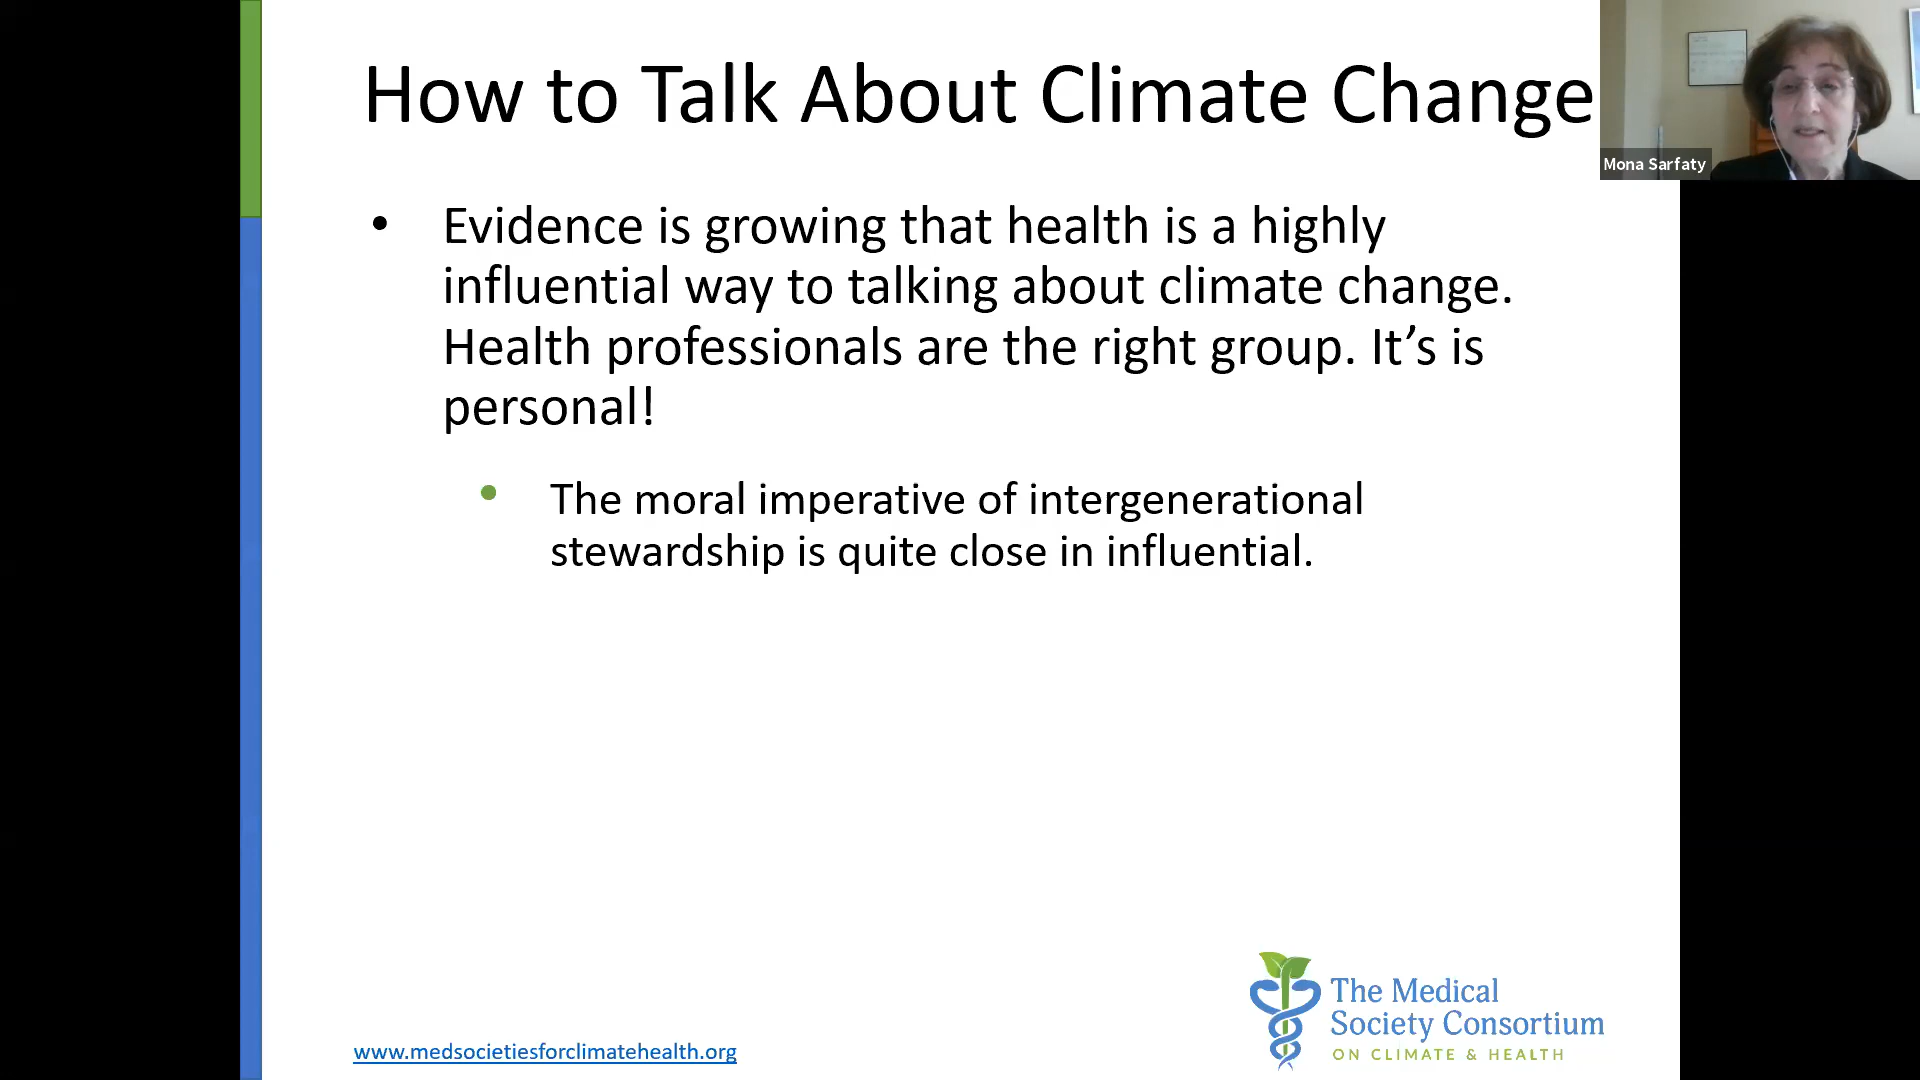 How to Talk About Climate Change
Mona Sarfaty
• Evidence is growing that health is a highly
influential way to talking about climate change.
Health professionals are the right group. It’s is
personal!
• The moral imperative of intergenerational
stewardship is quite close in influential.
www.medsocietiesforclimatehealth.org
The Medical
Society Consortium
ON CLIMATE & HEALTH